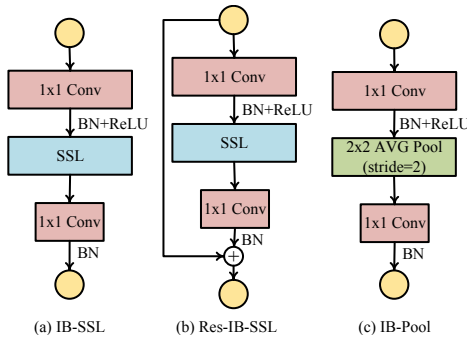 1x1 Conv
BN+ReLU
SSL
1x1 Conv
BN
(a) IB-SSL
1x1 Conv
BN+ReLU
SSL
1x1 Conv
BN
+
(b) Res-IB-SSL
1x1 Conv
BN+ReLU
2x2 AVG Pool
(stride=2)
1x1 Conv
BN
(c) IB-Pool